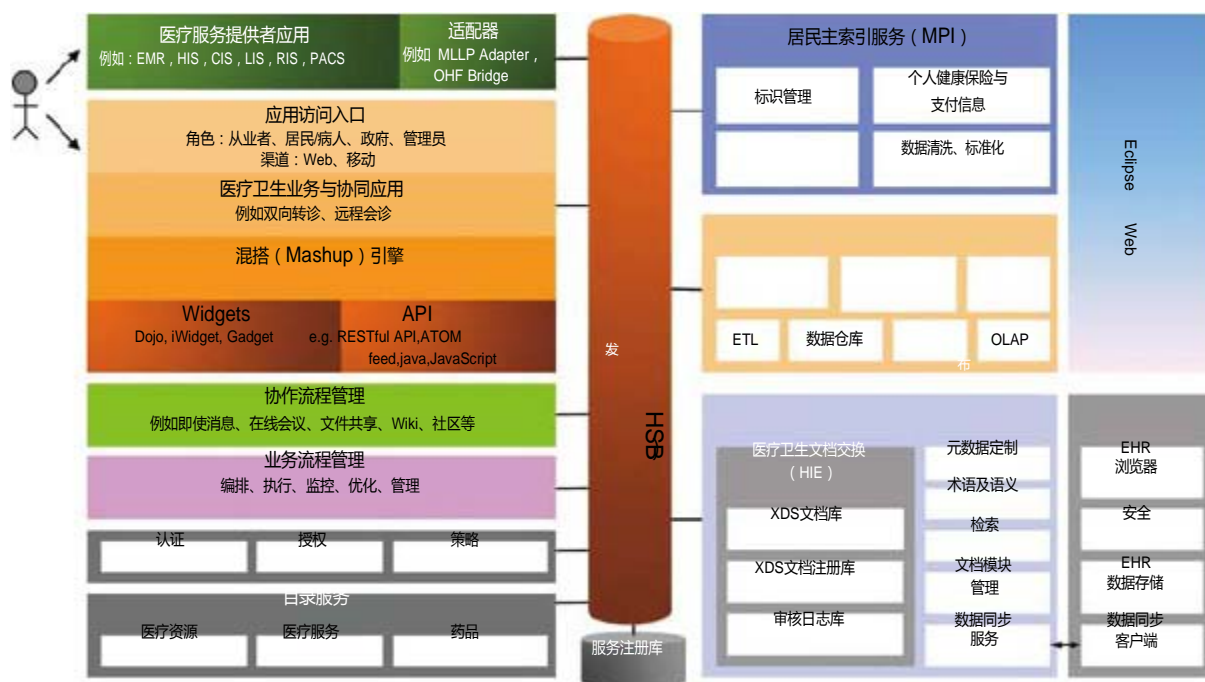 医疗服务提供者应用
例如：EMR，HIS，CIS，LIS，RIS，PACS
适配器
例如 MLLP Adapter，
OHF Bridge
应用访问入口
角色：从业者、居民/病人、政府、管理员
渠道：Web、移动
医疗卫生业务与协同应用
例如双向转诊、远程会诊
混搭（Mashup）引擎
Widgets
Dojo, iWidget, Gadget
API
e.g. RESTful API,ATOM
feed,java,JavaScript
协作流程管理
例如即使消息、在线会议、文件共享、Wiki、社区等
业务流程管理
编排、执行、监控、优化、管理
认证
授权
策略
目录服务
医疗资源
医疗服务
药品
发
HSB
服务注册库
居民主索引服务（MPI）
标识管理
个人健康保险与
支付信息
数据清洗、标准化
ETL
数据仓库
OLAP
布
医疗卫生文档交换
（HIE）
XDS文档库
XDS文档注册库
审核日志库
元数据定制
术语及语义
检索
文档模块
管理
数据同步
服务
Eclipse
Web
EHR
浏览器
安全
EHR
数据存储
数据同步
客户端